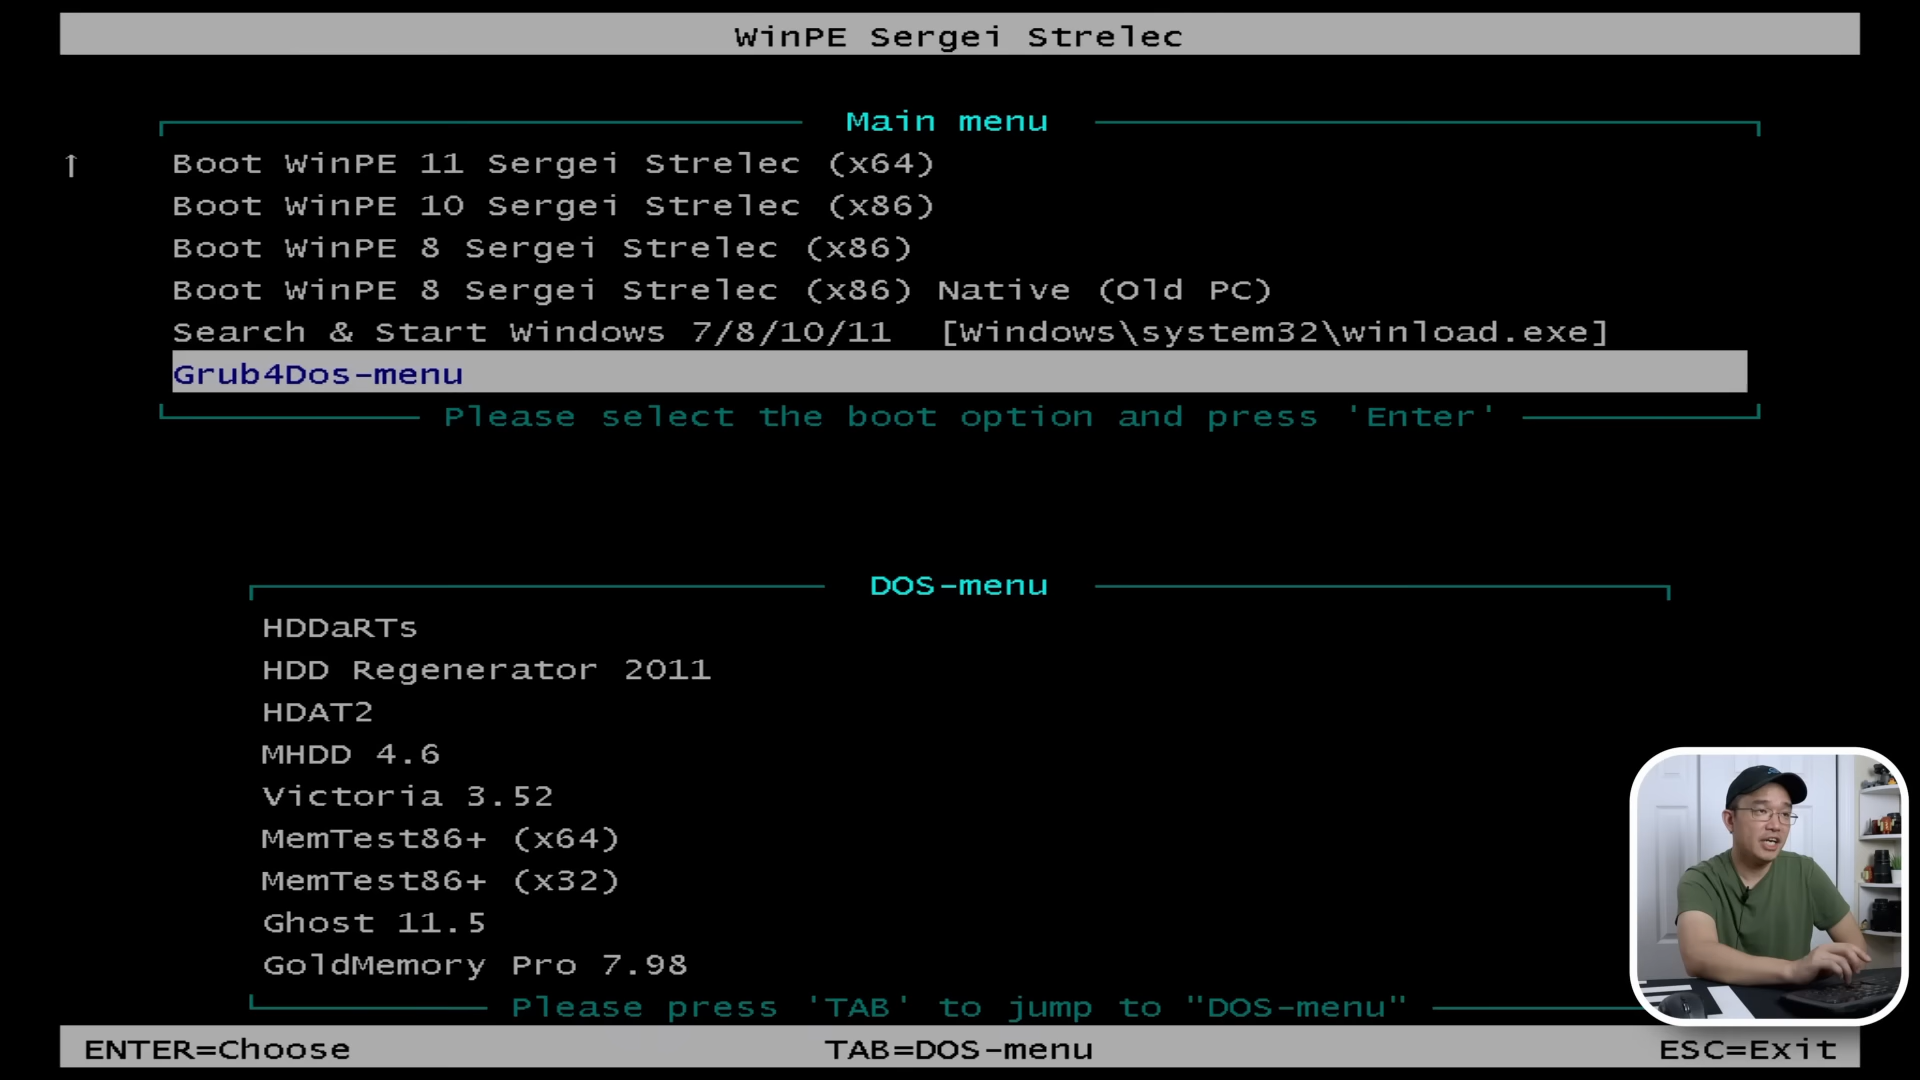 WinPE Sergei Strelec
Main menu
↑
Boot WinPE 11 Sergei Strelec (x64)
Boot WinPE 10 Sergei Strelec (x86)
Boot WinPE 8 Sergei Strelec (x86)
Boot WinPE 8 Sergei Strelec (x86) Native (Old PC)
Search & Start Windows 7/8/10/11 [Windows\system32\winload.exe]
Grub4Dos-menu
Please select the boot option and press 'Enter'
DOS-menu
HDDaRTs
HDD Regenerator 2011
HDAT2
MHDD 4.6
Victoria 3.52
MemTest86+ (x64)
MemTest86+ (x32)
Ghost 11.5
GoldMemory Pro 7.98
Please press 'TAB' to jump to "DOS-menu"
ENTER=Choose TAB=DOS-menu ESC=Exit